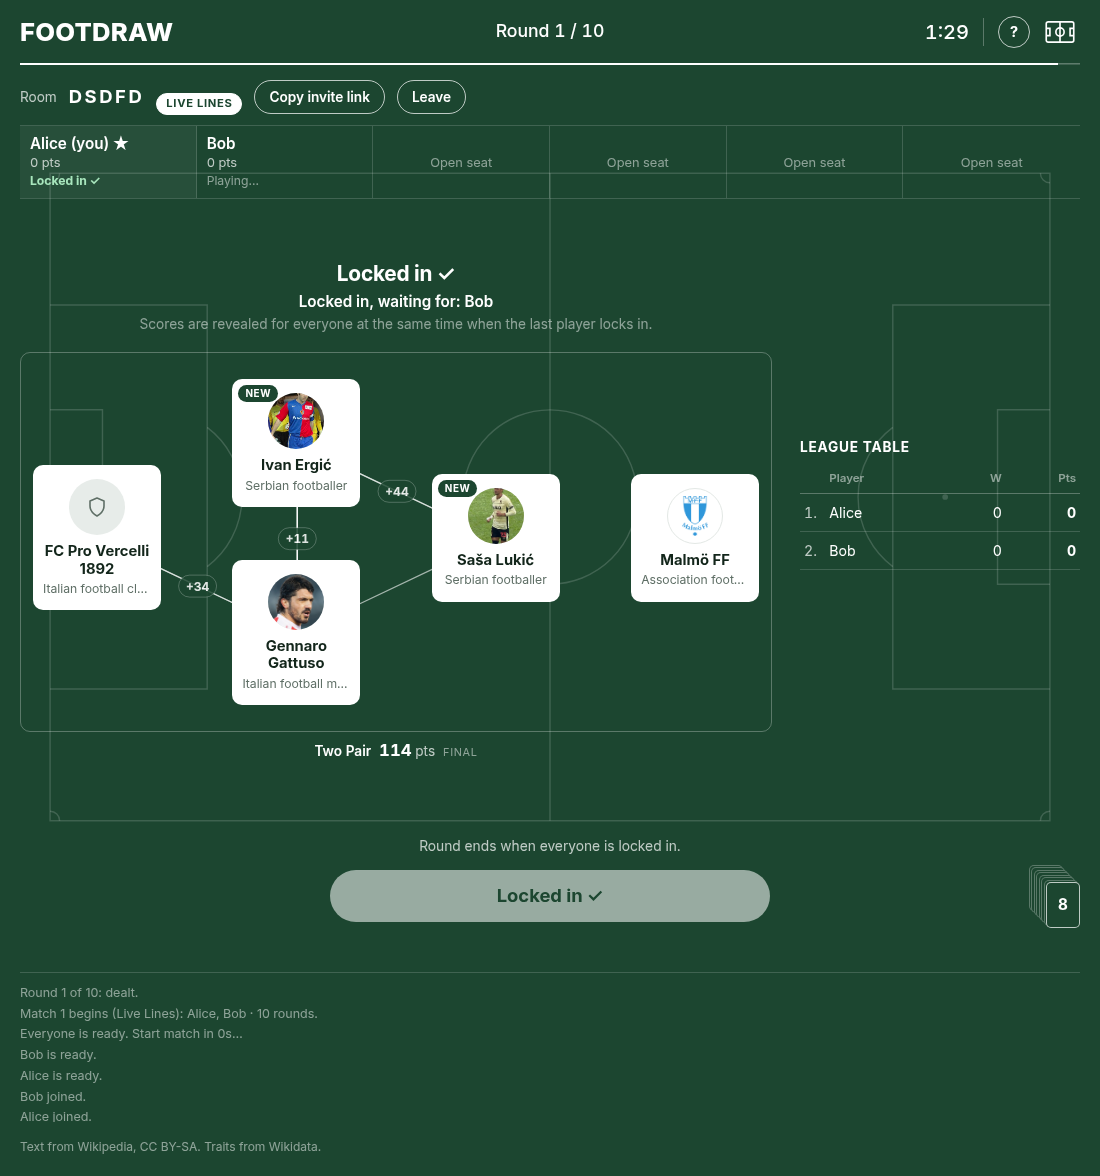 FOOTDRAW
Round 1 / 10
1:29
?
Room DSDFD LIVE LINES Copy invite link Leave
Alice (you) ★
0 pts
Locked in ✓
Bob
0 pts
Playing...
Open seat
Open seat
Open seat
Open seat
Locked in ✓
Locked in, waiting for: Bob
Scores are revealed for everyone at the same time when the last player locks in.
NEW
Ivan Ergić
Serbian footballer
+44
+11
FC Pro Vercelli
1892
Italian football cl...
+34
Gennaro
Gattuso
Italian football m...
NEW
Saša Lukić
Serbian footballer
Malmö FF
Association foot...
Two Pair 114 pts FINAL
LEAGUE TABLE
Player W Pts
1. Alice 0 0
2. Bob 0 0
Round ends when everyone is locked in.
Locked in ✓
8
Round 1 of 10: dealt.
Match 1 begins (Live Lines): Alice, Bob · 10 rounds.
Everyone is ready. Start match in 0s...
Bob is ready.
Alice is ready.
Bob joined.
Alice joined.
Text from Wikipedia, CC BY-SA. Traits from Wikidata.